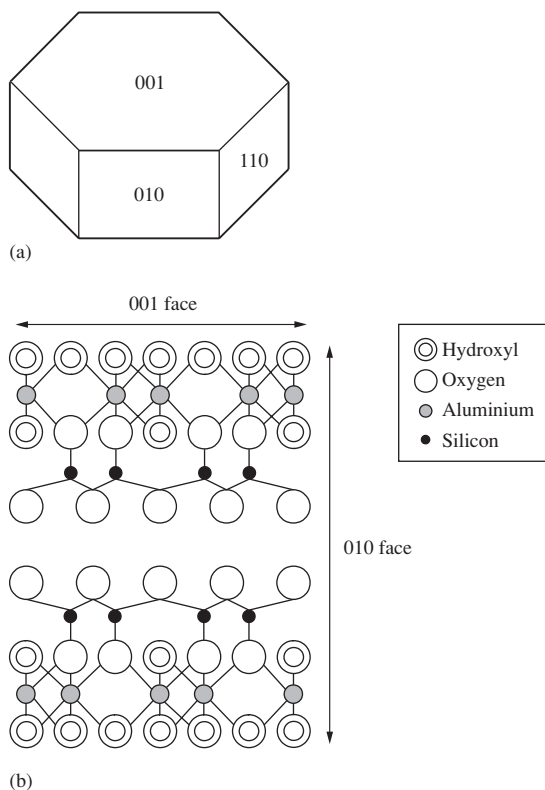 001
110
010
(a)
001 face
Hydroxyl
Oxygen
Aluminium
Silicon
010 face
(b)